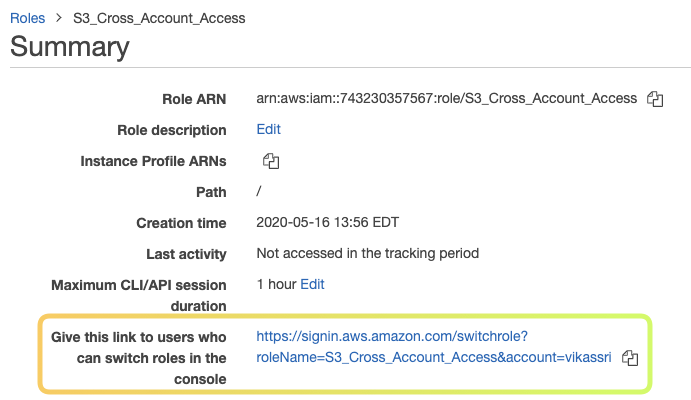 Roles > S3_Cross_Account_Access
Summary
Role ARN arn:aws:iam::743230357567:role/S3_Cross_Account_Access
Role description Edit
Instance Profile ARNs
Path /
Creation time 2020-05-16 13:56 EDT
Last activity Not accessed in the tracking period
Maximum CLI/API session 1 hour Edit
duration
Give this link to users who https://signin.aws.amazon.com/switchrole?
can switch roles in the roleName=S3_Cross_Account_Access&account=vikassri
console